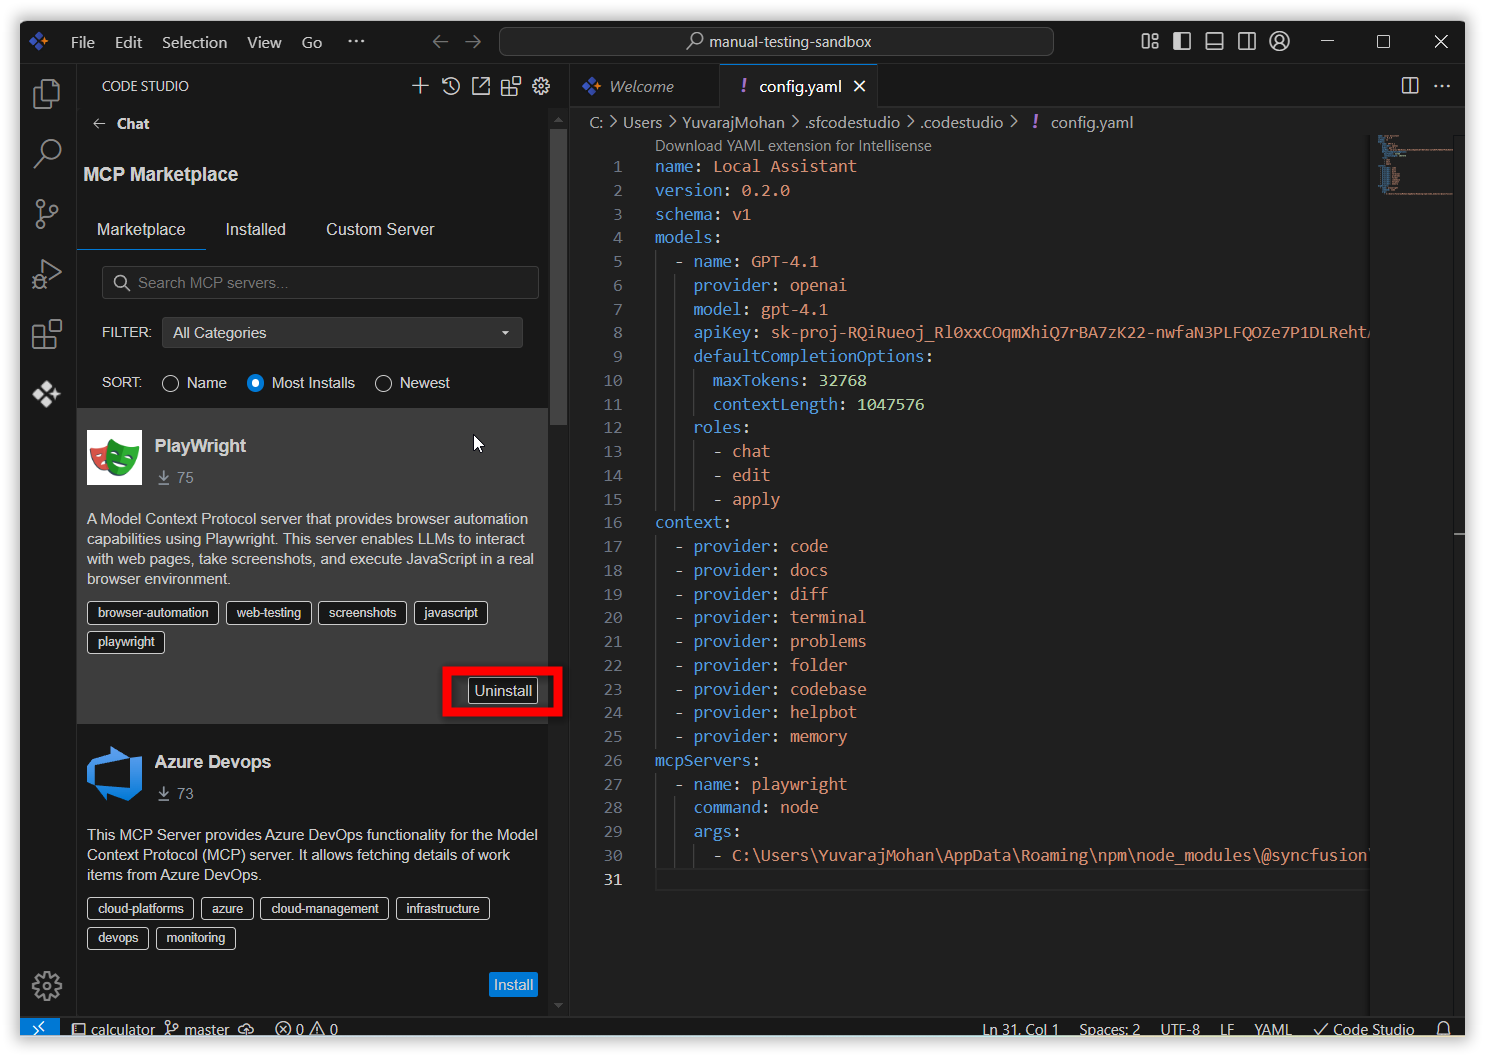 File Edit Selection View Go ...
manual-testing-sandbox
CODE STUDIO
Chat
MCP Marketplace
Marketplace Installed Custom Server
Search MCP servers...
FILTER: All Categories
SORT: Name Most Installs Newest
PlayWright
75
A Model Context Protocol server that provides browser automation
capabilities using Playwright. This server enables LLMs to interact
with web pages, take screenshots, and execute JavaScript in a real
browser environment.
browser-automation web-testing screenshots javascript
playwright
Uninstall
Azure Devops
73
This MCP Server provides Azure DevOps functionality for the Model
Context Protocol (MCP) server. It allows fetching details of work
items from Azure DevOps.
cloud-platforms azure cloud-management infrastructure
devops monitoring
Install
Welcome ! config.yaml
C: > Users > YuvarajMohan > .sfcodestudio > .codestudio > ! config.yaml
Download YAML extension for Intellisense
1 name: Local Assistant
2 version: 0.2.0
3 schema: v1
4 models:
5 - name: GPT-4.1
6 provider: openai
7 model: gpt-4.1
8 apiKey: sk-proj-RQiRueoj_Rl0xxCOqmXhiQ7rBA7zK22-nwfaN3PLFQOZe7P1DLReht
9 defaultCompletionOptions:
10 maxTokens: 32768
11 contextLength: 1047576
12 roles:
13 - chat
14 - edit
15 - apply
16 context:
17 - provider: code
18 - provider: docs
19 - provider: diff
20 - provider: terminal
21 - provider: problems
22 - provider: folder
23 - provider: codebase
24 - provider: helpbot
25 - provider: memory
26 mcpServers:
27 - name: playwright
28 command: node
29 args:
30 - C:\Users\YuvarajMohan\AppData\Roaming\npm\node_modules\@syncfusion\
31
calculator master 0 0
Ln 31, Col 1 Spaces: 2 UTF-8 LF YAML Code Studio